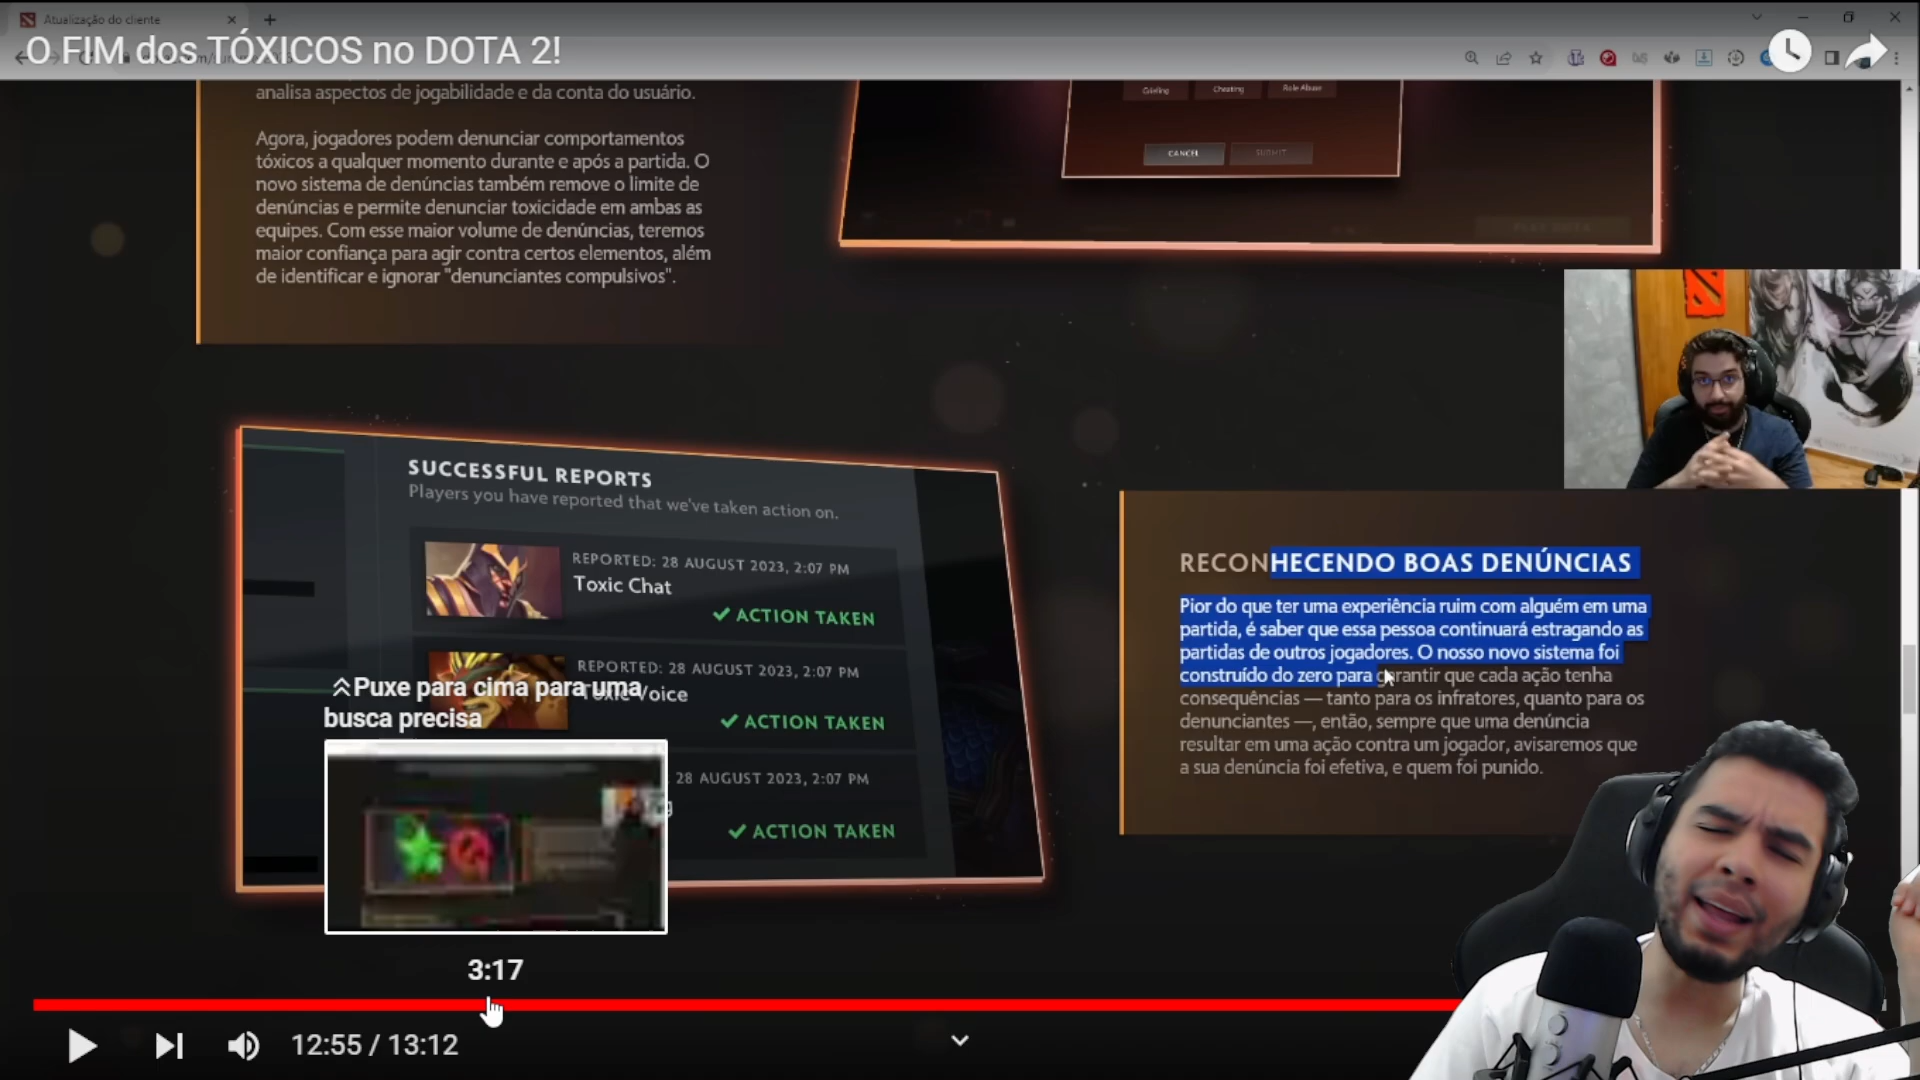 Atualização do cliente
O FIM dos TÓXICOS no DOTA 2!
analisa aspectos de jogabilidade e da conta do usuário.
Agora, jogadores podem denunciar comportamentos
tóxicos a qualquer momento durante e após a partida. O
novo sistema de denúncias também remove o limite de
denúncias e permite denunciar toxicidade em ambas as
equipes. Com esse maior volume de denúncias, teremos
maior confiança para agir contra certos elementos, além
de identificar e ignorar "denunciantes compulsivos".
Griefing Cheating Role Abuse
CANCEL SUBMIT
SUCCESSFUL REPORTS
Players you have reported that we've taken action on.
REPORTED: 28 AUGUST 2023, 2:07 PM
Toxic Chat
ACTION TAKEN
REPORTED: 28 AUGUST 2023, 2:07 PM
Toxic Voice
ACTION TAKEN
28 AUGUST 2023, 2:07 PM
ACTION TAKEN
RECONHECENDO BOAS DENÚNCIAS
Pior do que ter uma experiência ruim com alguém em uma
partida, é saber que essa pessoa continuará estragando as
partidas de outros jogadores. O nosso novo sistema foi
construído do zero para garantir que cada ação tenha
consequências — tanto para os infratores, quanto para os
denunciantes —, então, sempre que uma denúncia
resultar em uma ação contra um jogador, avisaremos que
a sua denúncia foi efetiva, e quem foi punido.
Puxe para cima para uma
busca precisa
3:17
12:55 / 13:12